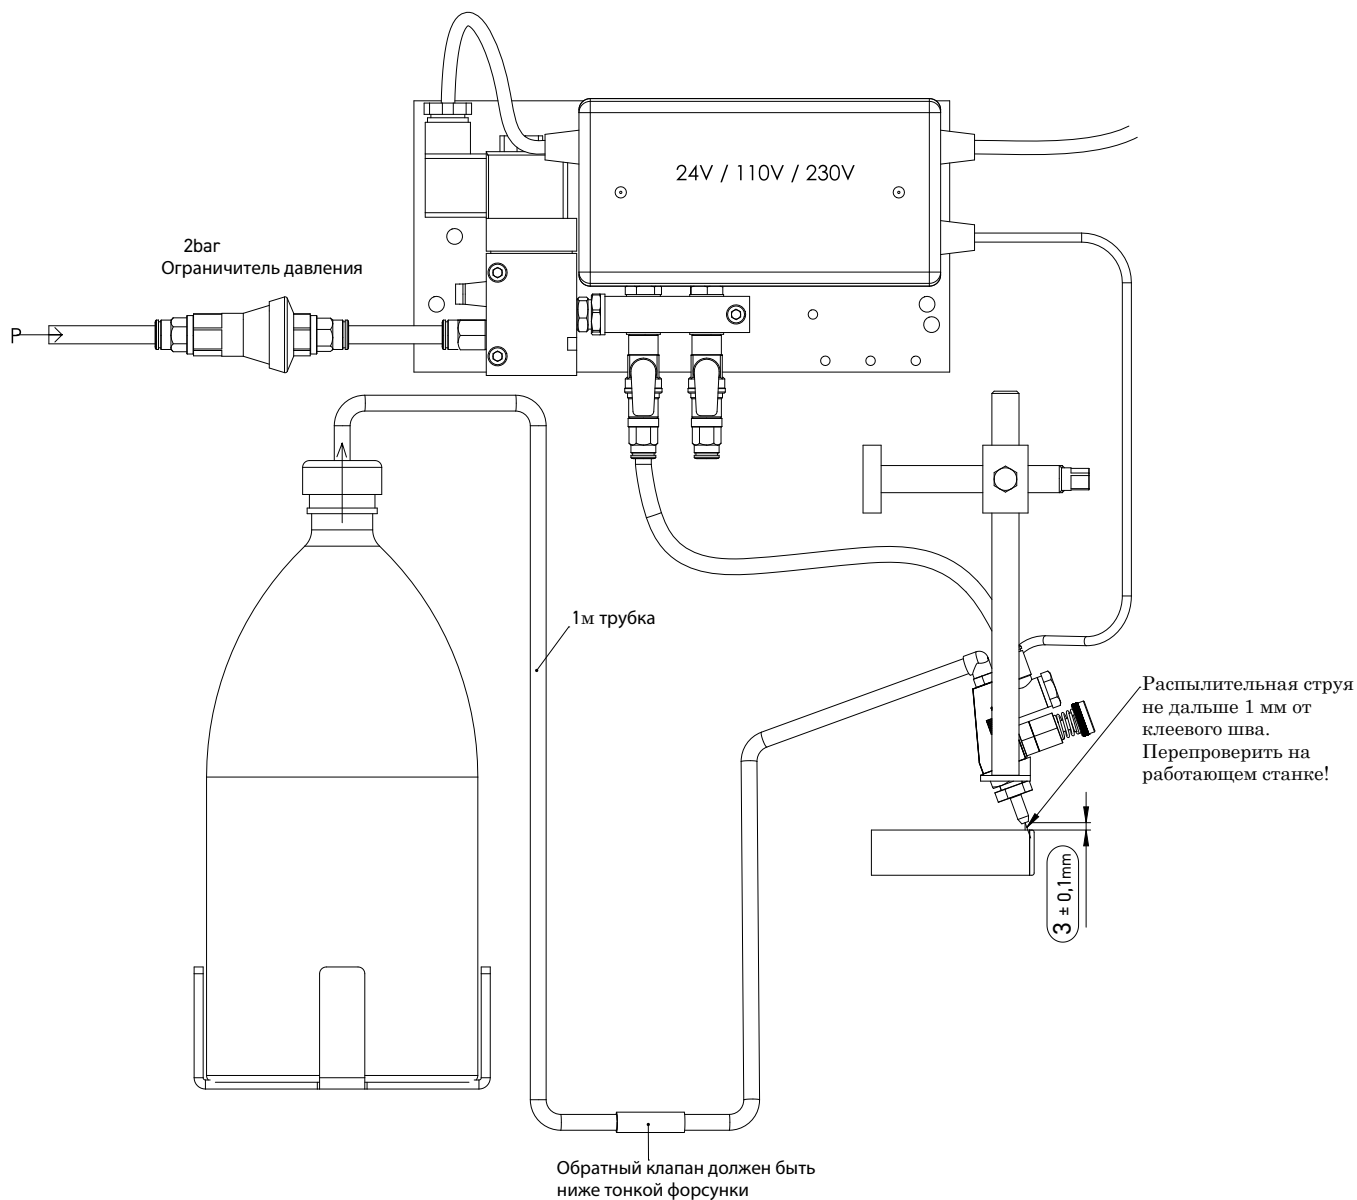 24V / 110V / 230V
2bar
Ограничитель давления
P
1м трубка
Распылительная струя
не дальше 1 мм от
клеевого шва.
Перепроверить на
работающем станке!
3 ± 0,1mm
Обратный клапан должен быть
ниже тонкой форсунки